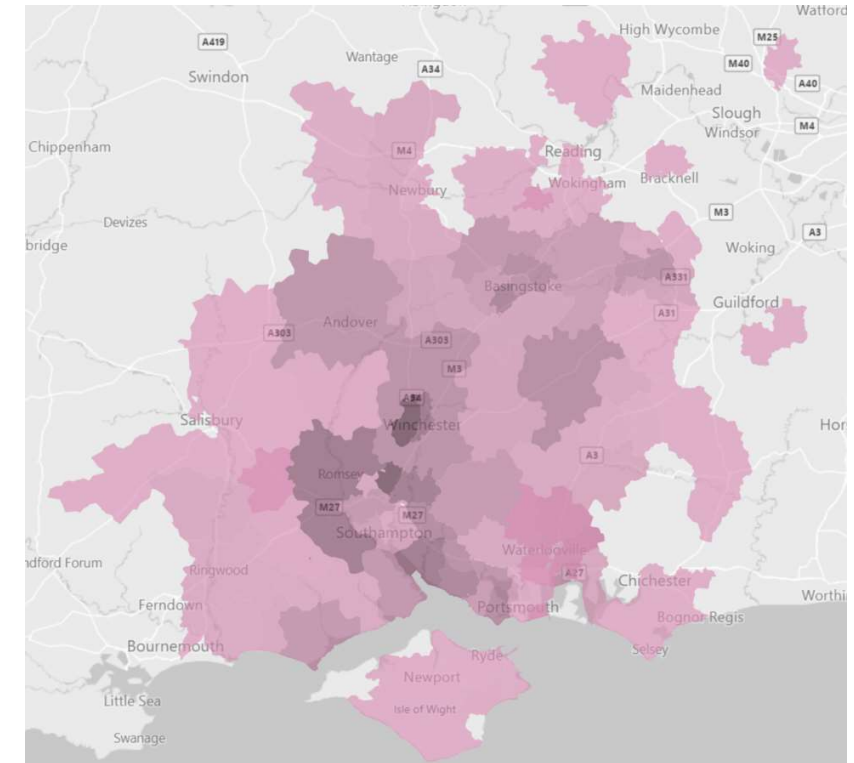 Watford
High Wycombe
M25
A419
Wantage
M40
A34
Swindon
A40
Maidenhead
Slough
M4
Windsor
Chippenham
M4
Reading
Wokingham
Bracknell
Newbury
M3
Devizes
A3
bridge
Woking
A331
Basingstoke
Guildford
A31
Andover
A303
A303
M3
Salisbury
Winchester
Hor
A3
Romsey
M27
M27
Southampton
Waterlooville
ndford Forum
Ringwood
A27
Chichester
Worthi
Ferndown
Portsmouth
Bognor Regis
Bournemouth
Selsey
Ryde
Newport
Little Sea
Isle of Wight
Swanage